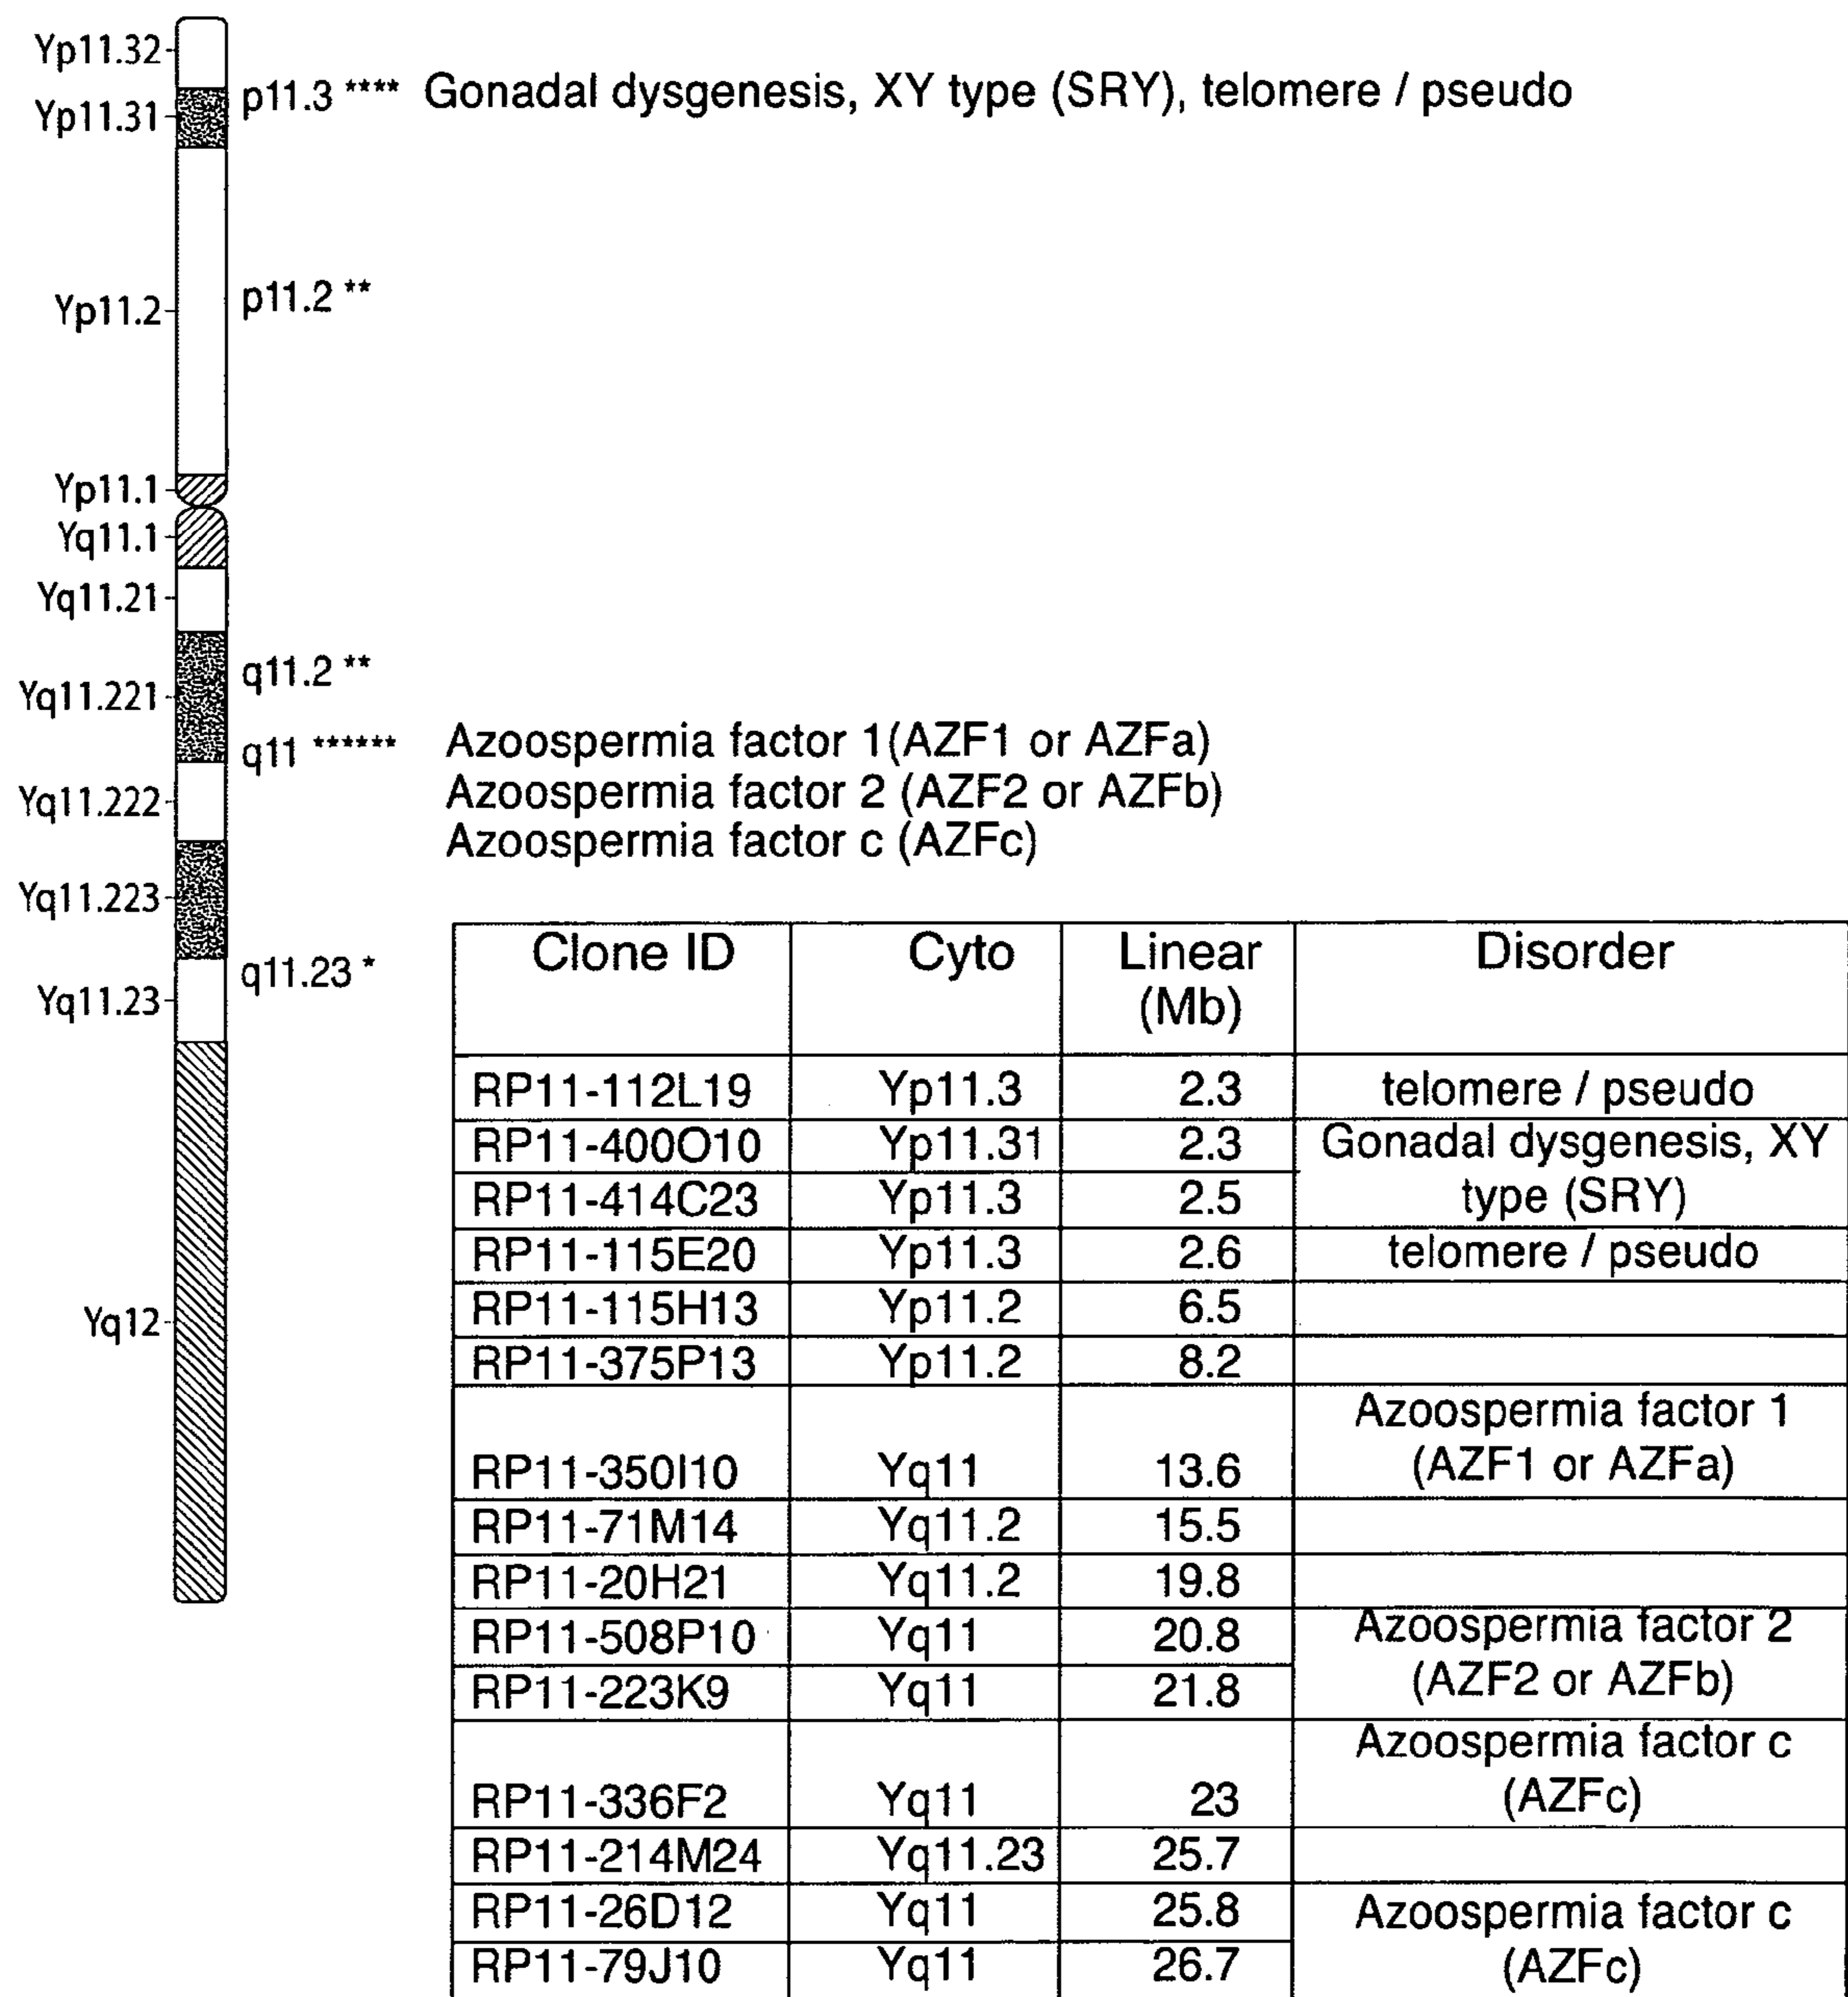 Yp11.32
p11.3 **** Gonadal dysgenesis, XY type (SRY), telomere / pseudo
Yp11.31
Yp11.2
p11.2 **
Yp11.1
Yq11.1
Yq11.21
q11.2 **
Yq11.221
q11 ****** Azoospermia factor 1(AZF1 or AZFa)
Azoospermia factor 2 (AZF2 or AZFb)
Azoospermia factor c (AZFc)
Yq11.222
Yq11.223
q11.23 *
Yq11.23
Yq12
Clone ID Cyto Linear (Mb) Disorder
RP11-112L19 Yp11.3 2.3 telomere / pseudo
RP11-400O10 Yp11.31 2.3 Gonadal dysgenesis, XY
RP11-414C23 Yp11.3 2.5 type (SRY)
RP11-115E20 Yp11.3 2.6 telomere / pseudo
RP11-115H13 Yp11.2 6.5
RP11-375P13 Yp11.2 8.2
Azoospermia factor 1
RP11-350I10 Yq11 13.6 (AZF1 or AZFa)
RP11-71M14 Yq11.2 15.5
RP11-20H21 Yq11.2 19.8
RP11-508P10 Yq11 20.8 Azoospermia factor 2
RP11-223K9 Yq11 21.8 (AZF2 or AZFb)
Azoospermia factor c
RP11-336F2 Yq11 23 (AZFc)
RP11-214M24 Yq11.23 25.7
RP11-26D12 Yq11 25.8 Azoospermia factor c
RP11-79J10 Yq11 26.7 (AZFc)